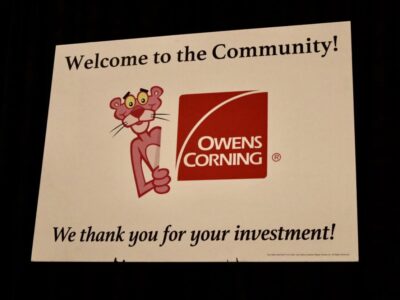 Welcome to the Community!
OWENS
CORNING ®
We thank you for your investment!